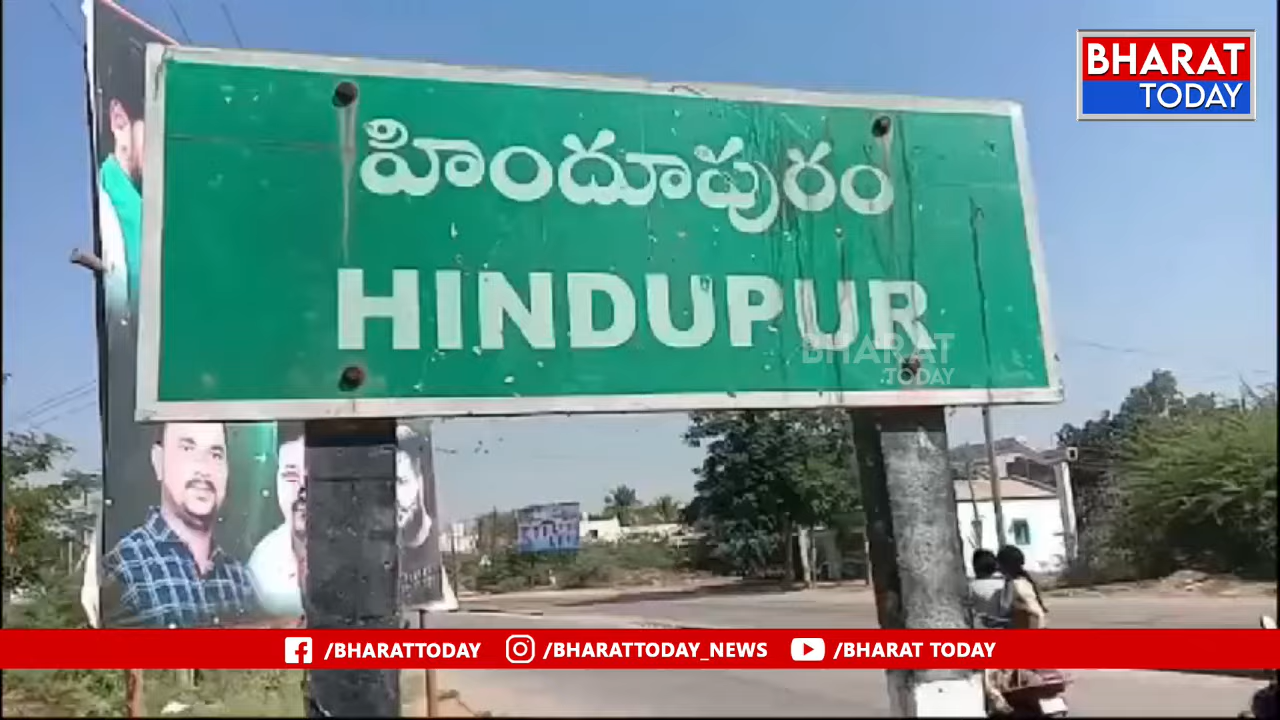 BHARAT
TODAY
హిందూపురం
HINDUPUR
BHARAT
TODAY
/BHARATTODAY /BHARATTODAY_NEWS /BHARAT TODAY